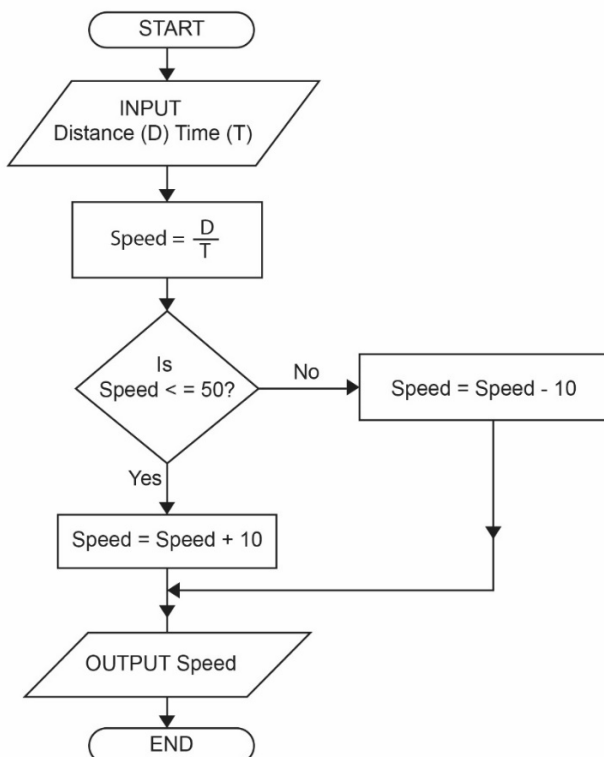 START
INPUT
Distance (D) Time (T)
Speed = D
T
Is
Speed < = 50?
No
Speed = Speed - 10
Yes
Speed = Speed + 10
OUTPUT Speed
END